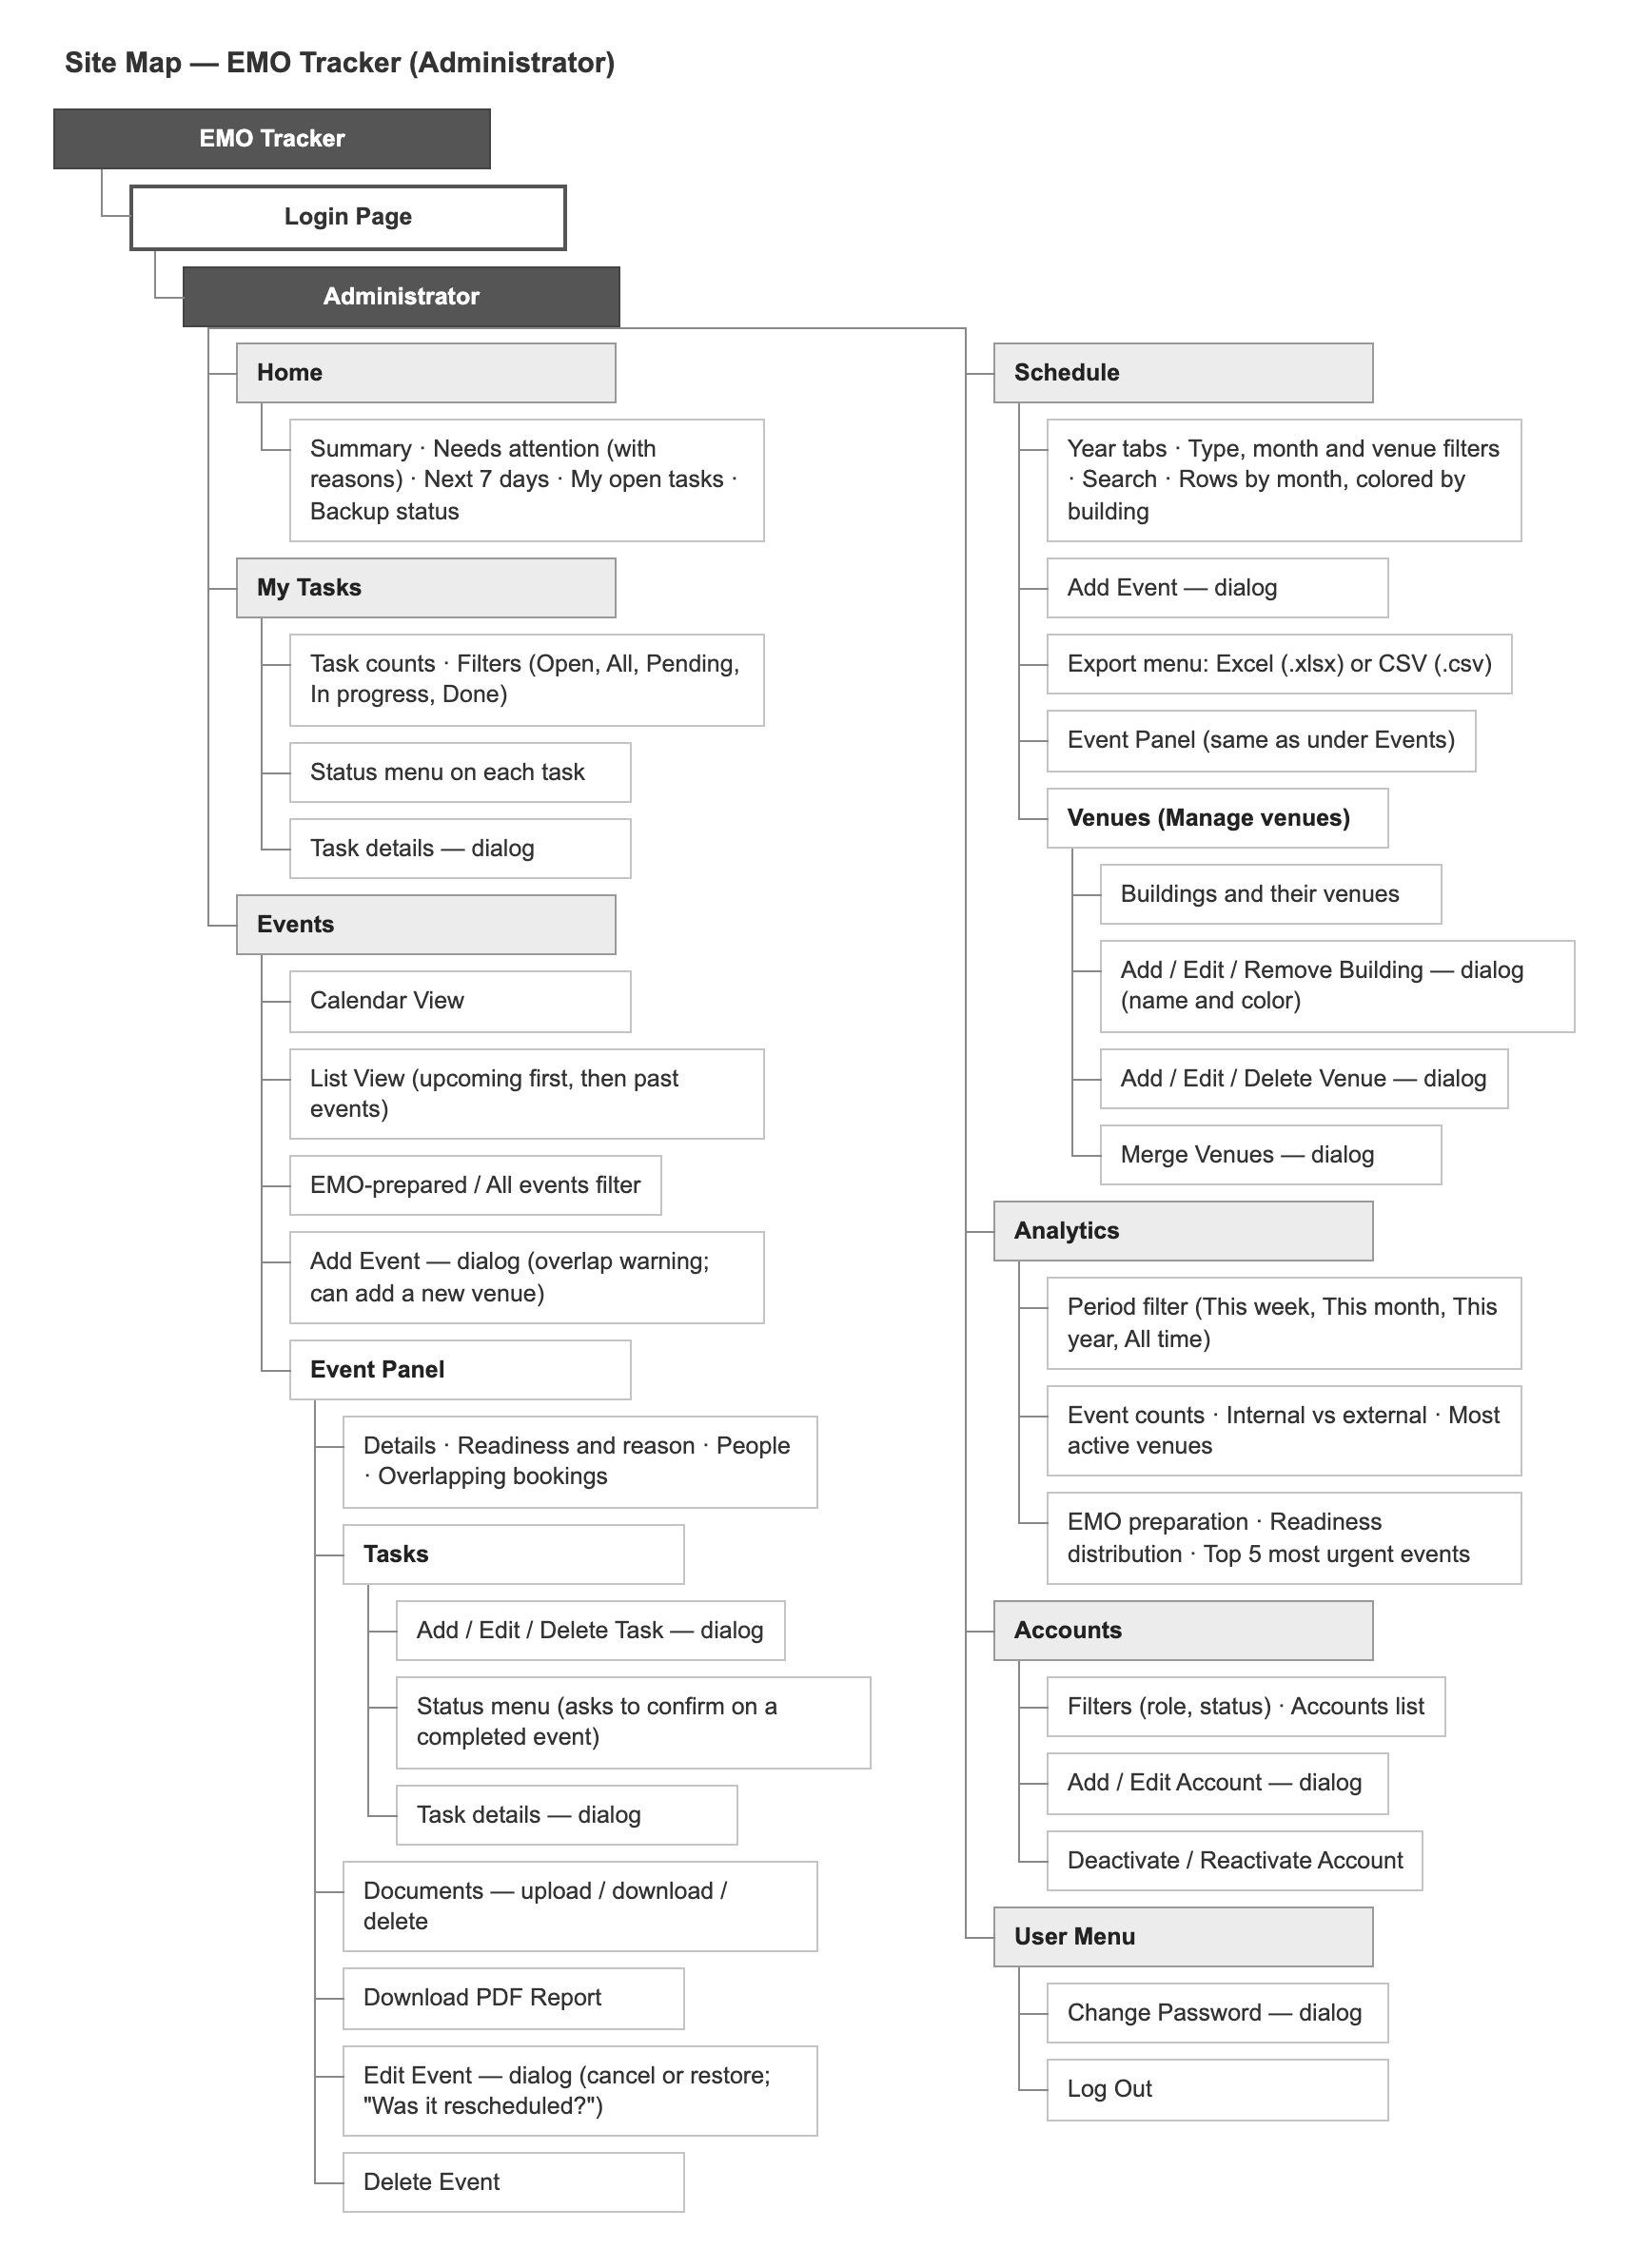 Site Map — EMO Tracker (Administrator)
EMO Tracker
Login Page
Administrator
Home
Summary · Needs attention (with
reasons) · Next 7 days · My open tasks ·
Backup status
My Tasks
Task counts · Filters (Open, All, Pending,
In progress, Done)
Status menu on each task
Task details — dialog
Events
Calendar View
List View (upcoming first, then past
events)
EMO-prepared / All events filter
Add Event — dialog (overlap warning;
can add a new venue)
Event Panel
Details · Readiness and reason · People
· Overlapping bookings
Tasks
Add / Edit / Delete Task — dialog
Status menu (asks to confirm on a
completed event)
Task details — dialog
Documents — upload / download /
delete
Download PDF Report
Edit Event — dialog (cancel or restore;
"Was it rescheduled?")
Delete Event
Schedule
Year tabs · Type, month and venue filters
· Search · Rows by month, colored by
building
Add Event — dialog
Export menu: Excel (.xlsx) or CSV (.csv)
Event Panel (same as under Events)
Venues (Manage venues)
Buildings and their venues
Add / Edit / Remove Building — dialog
(name and color)
Add / Edit / Delete Venue — dialog
Merge Venues — dialog
Analytics
Period filter (This week, This month, This
year, All time)
Event counts · Internal vs external · Most
active venues
EMO preparation · Readiness
distribution · Top 5 most urgent events
Accounts
Filters (role, status) · Accounts list
Add / Edit Account — dialog
Deactivate / Reactivate Account
User Menu
Change Password — dialog
Log Out